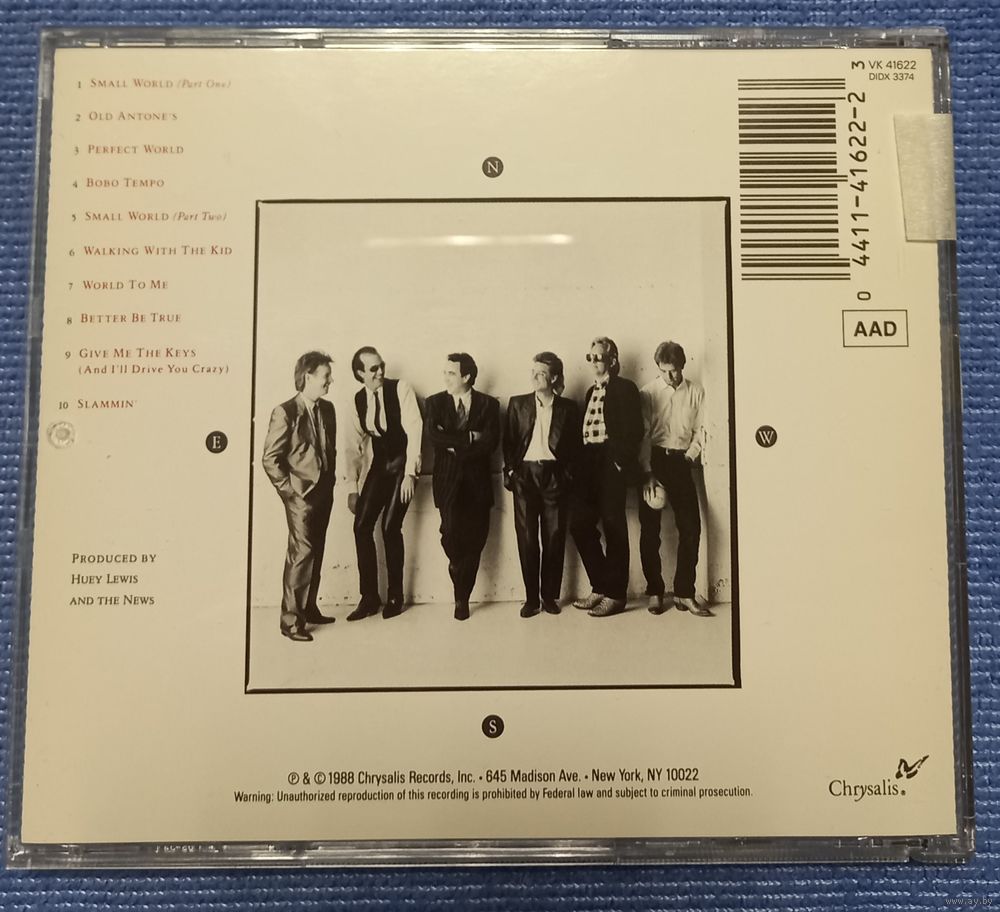 1 Small World (Part One)
2 Old Antone's
3 Perfect World
4 Bobo Tempo
5 Small World (Part Two)
6 Walking With The Kid
7 World To Me
8 Better Be True
9 Give Me The Keys
(And I'll Drive You Crazy)
10 Slammin'
Produced by
Huey Lewis
and the News
VK 41622
DIDX 3374
0 4411-41622-2 3
AAD
N
E
W
S
℗ & © 1988 Chrysalis Records, Inc. • 645 Madison Ave. • New York, NY 10022
Warning: Unauthorized reproduction of this recording is prohibited by Federal law and subject to criminal prosecution.
Chrysalis®
www.ay.by